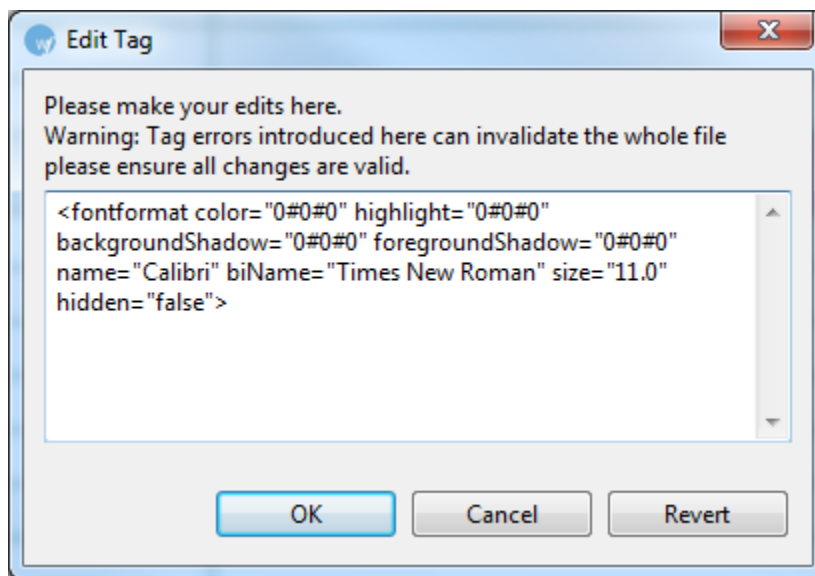 Edit Tag
Please make your edits here.
Warning: Tag errors introduced here can invalidate the whole file
please ensure all changes are valid.
<fontformat color="0#0#0" highlight="0#0#0"
backgroundShadow="0#0#0" foregroundShadow="0#0#0"
name="Calibri" biName="Times New Roman" size="11.0"
hidden="false">
OK Cancel Revert